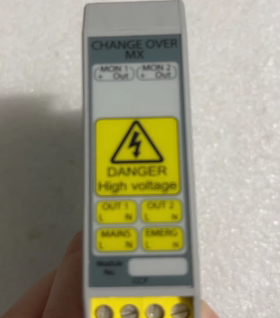 CHANGE OVER
MX
MON 1 MON 2
+ Out + Out
DANGER
High voltage
OUT 1 OUT 2
L N L N
MAINS EMERG
L N L N
Module
No.